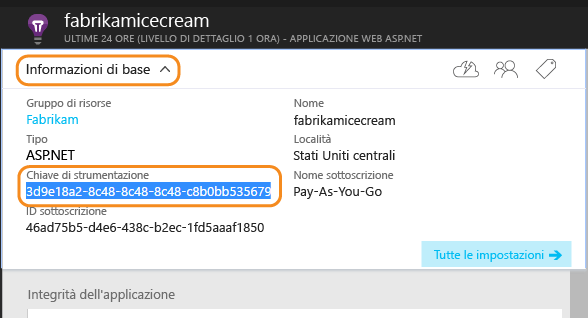 fabrikamicecream
ULTIME 24 ORE (LIVELLO DI DETTAGLIO 1 ORA) - APPLICAZIONE WEB ASP.NET
Informazioni di base
Gruppo di risorse
Fabrikam
Nome
fabrikamicecream
Tipo
ASP.NET
Località
Stati Uniti centrali
Chiave di strumentazione
3d9e18a2-8c48-8c48-8c48-c8b0bb535679
Nome sottoscrizione
Pay-As-You-Go
ID sottoscrizione
46ad75b5-d4e6-438c-b2ec-1fd5aaaf1850
Tutte le impostazioni
Integrità dell'applicazione